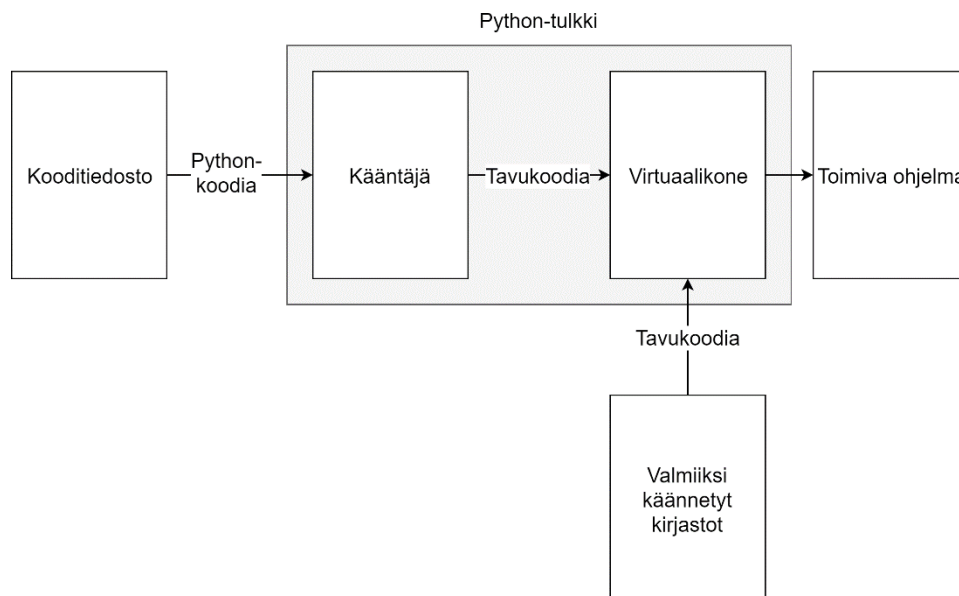 Python-tulkki
Kooditiedosto
Python-
koodia
Kääntäjä
Tavukoodia
Virtuaalikone
Toimiva ohjelma
Tavukoodia
Valmiiksi
käännetyt
kirjastot